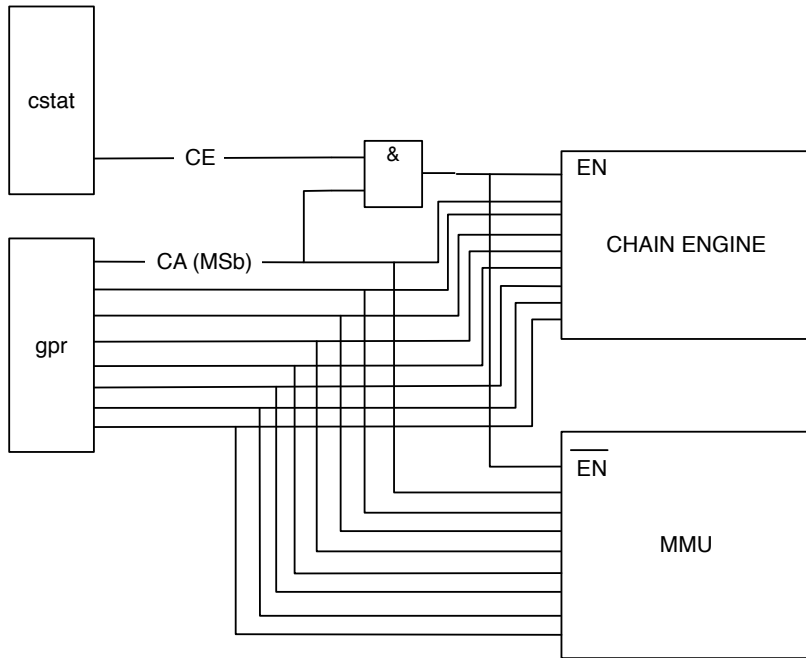 cstat
CE
&
EN
CHAIN ENGINE
CA (MSb)
gpr
EN
MMU